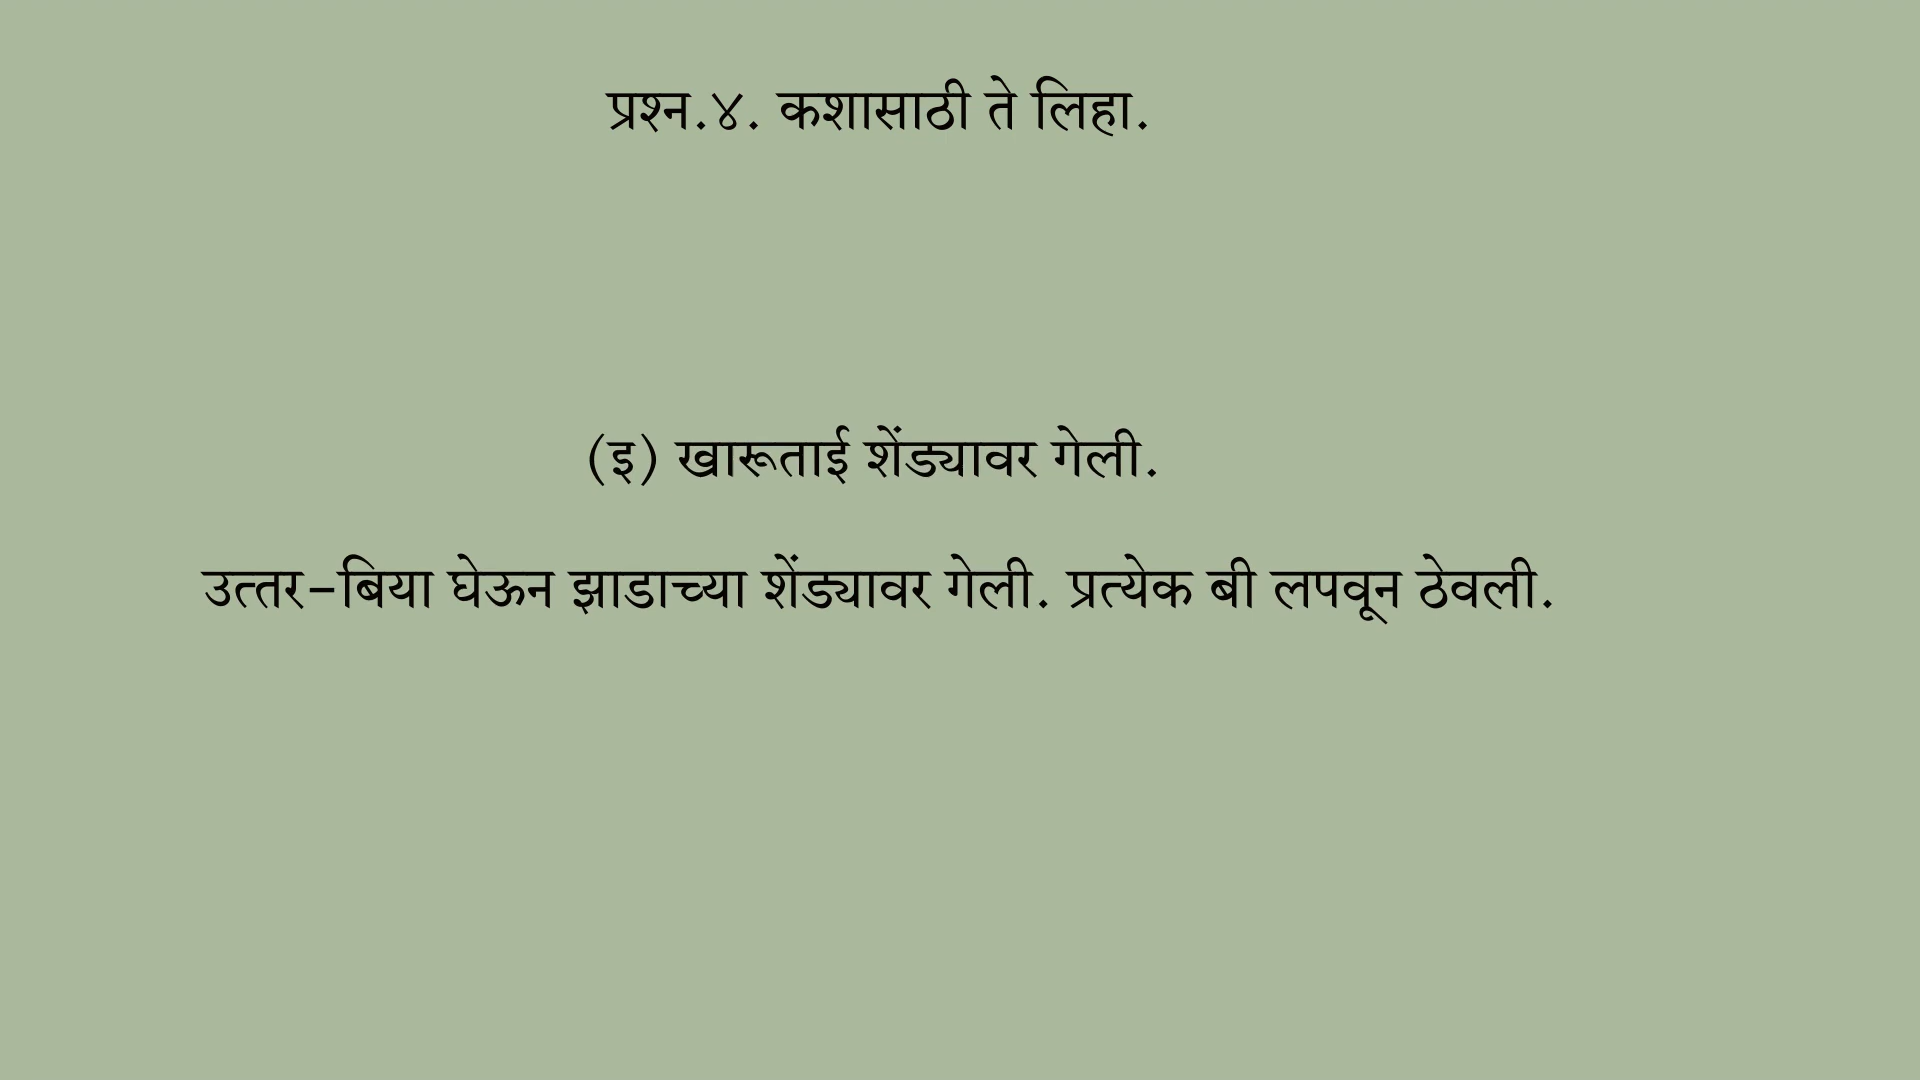 प्रश्न.४. कशासाठी ते लिहा.
(इ) खारूताई शेंड्यावर गेली.
उत्तर–बिया घेऊन झाडाच्या शेंड्यावर गेली. प्रत्येक बी लपवून ठेवली.